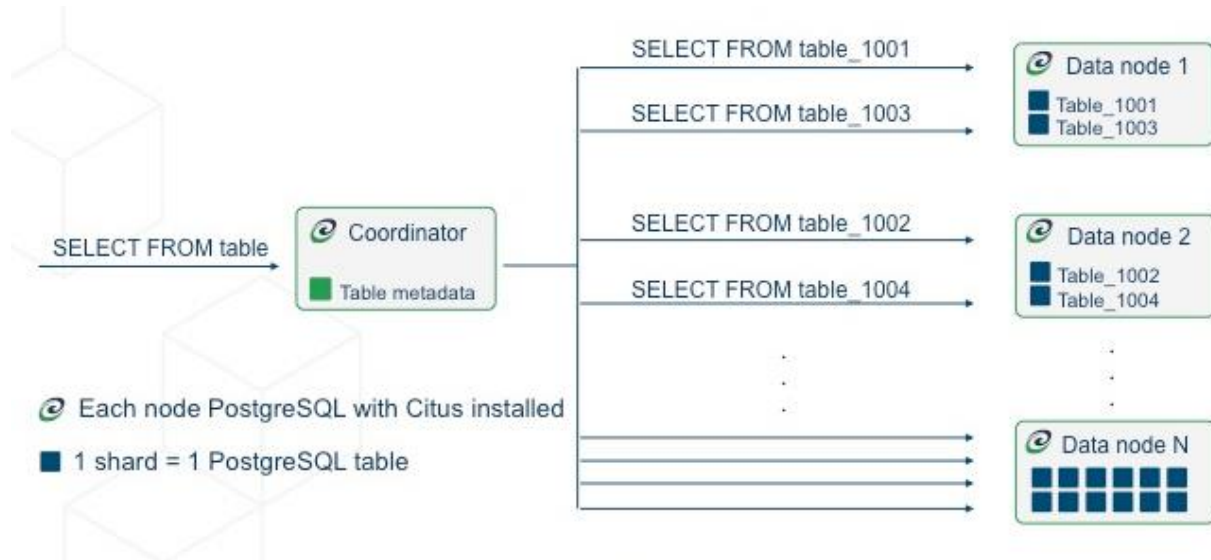 SELECT FROM table_1001
Data node 1
Table_1001
SELECT FROM table_1003
Table_1003
SELECT FROM table_1002
Coordinator
Data node 2
SELECT FROM table
Table_1002
Table metadata
SELECT FROM table_1004
Table_1004
Each node PostgreSQL with Citus installed
Data node N
1 shard = 1 PostgreSQL table